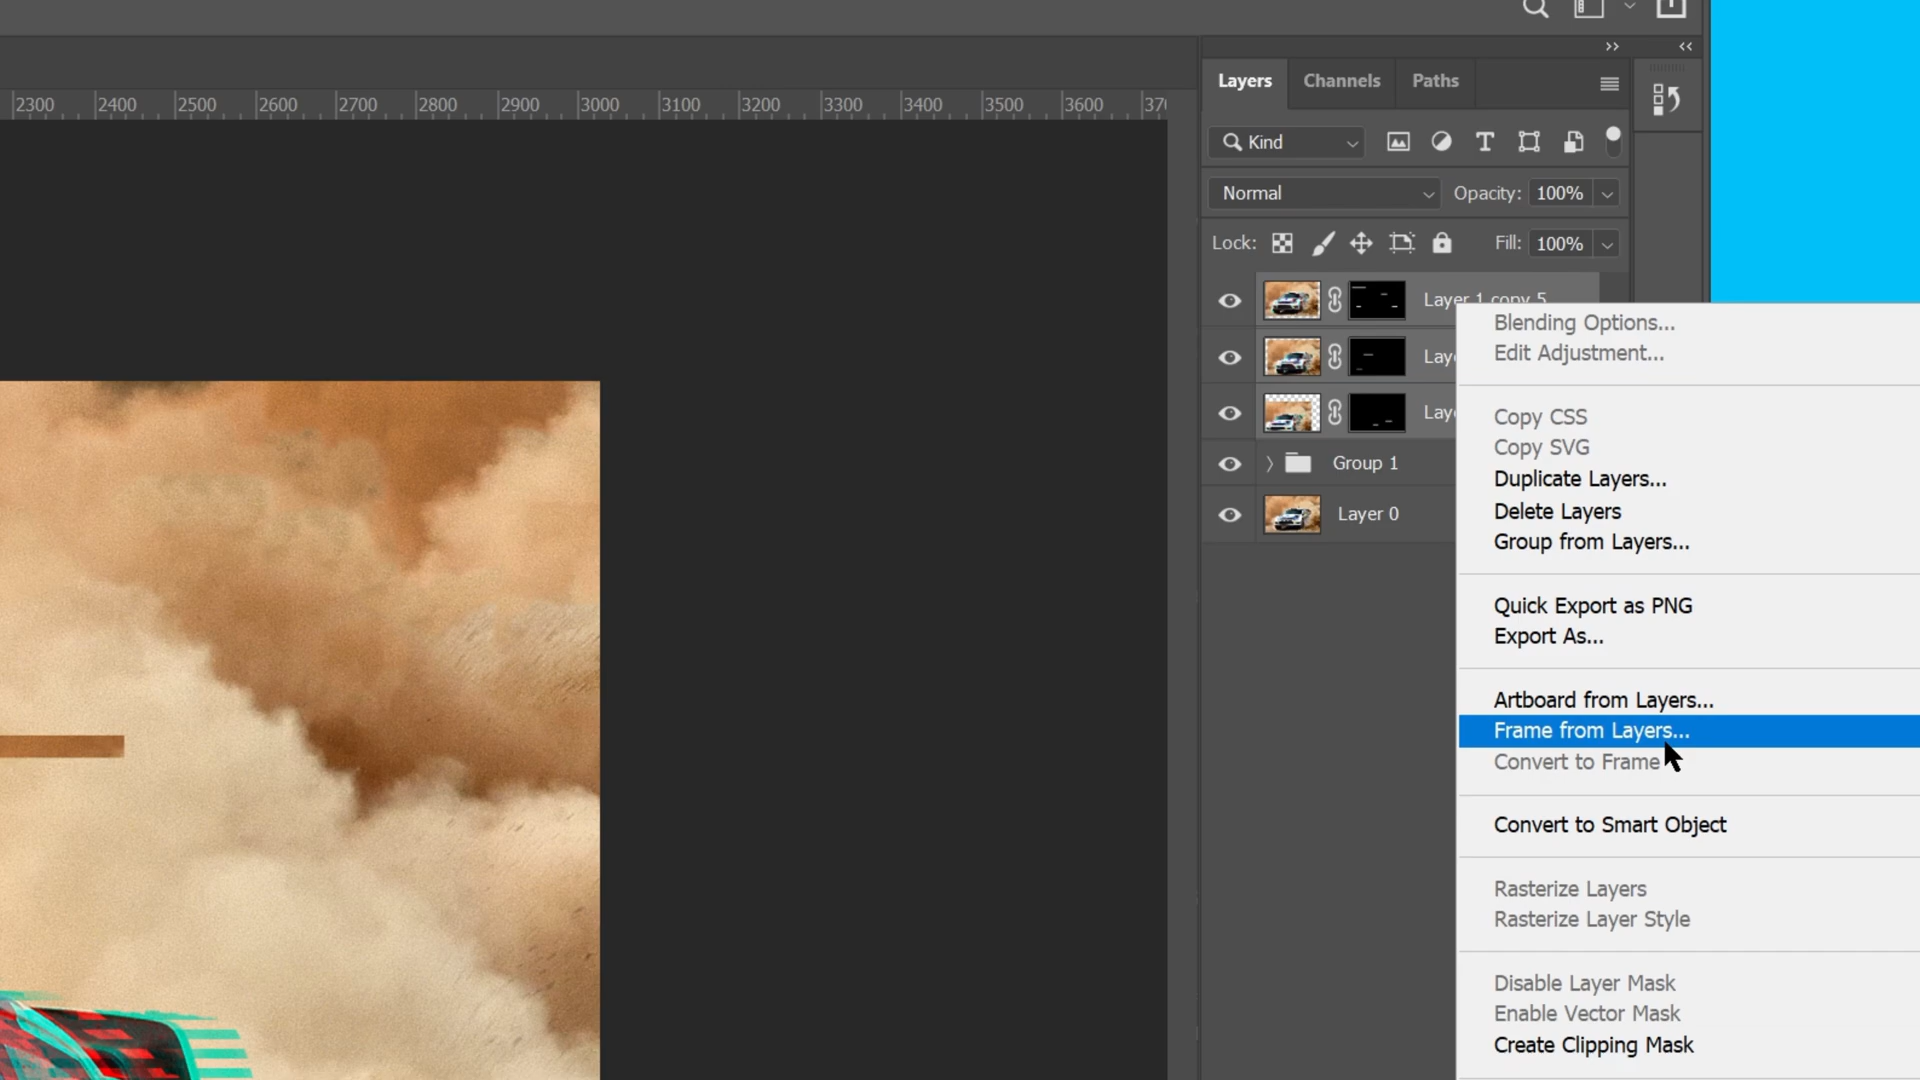 Layers Channels Paths
2300 2400 2500 2600 2700 2800 2900 3000 3100 3200 3300 3400 3500 3600 370
Kind
Normal Opacity: 100%
Lock: Fill: 100%
Layer 1 copy 5
Laye
Laye
Group 1
Layer 0
Blending Options...
Edit Adjustment...
Copy CSS
Copy SVG
Duplicate Layers...
Delete Layers
Group from Layers...
Quick Export as PNG
Export As...
Artboard from Layers...
Frame from Layers...
Convert to Frame
Convert to Smart Object
Rasterize Layers
Rasterize Layer Style
Disable Layer Mask
Enable Vector Mask
Create Clipping Mask